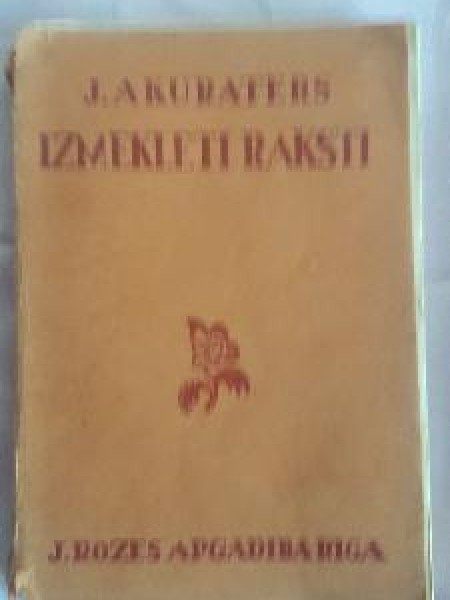 J. AKURATERS
IZMEKLETI RAKSTI
J. ROZES APGADIBA RIGA